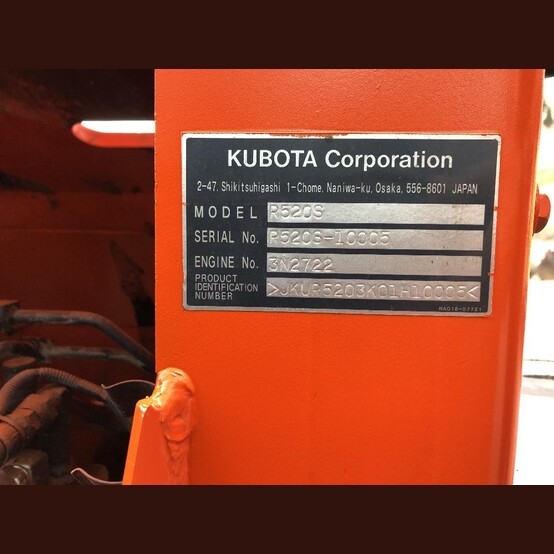 KUBOTA Corporation
2-47, Shikitsuhigashi 1-Chome, Naniwa-ku, Osaka, 556-8601 JAPAN
MODEL R520S
SERIAL No. R520S-10005
ENGINE No. 3N2722
PRODUCT
IDENTIFICATION
NUMBER >JKUR5203K01H10005<